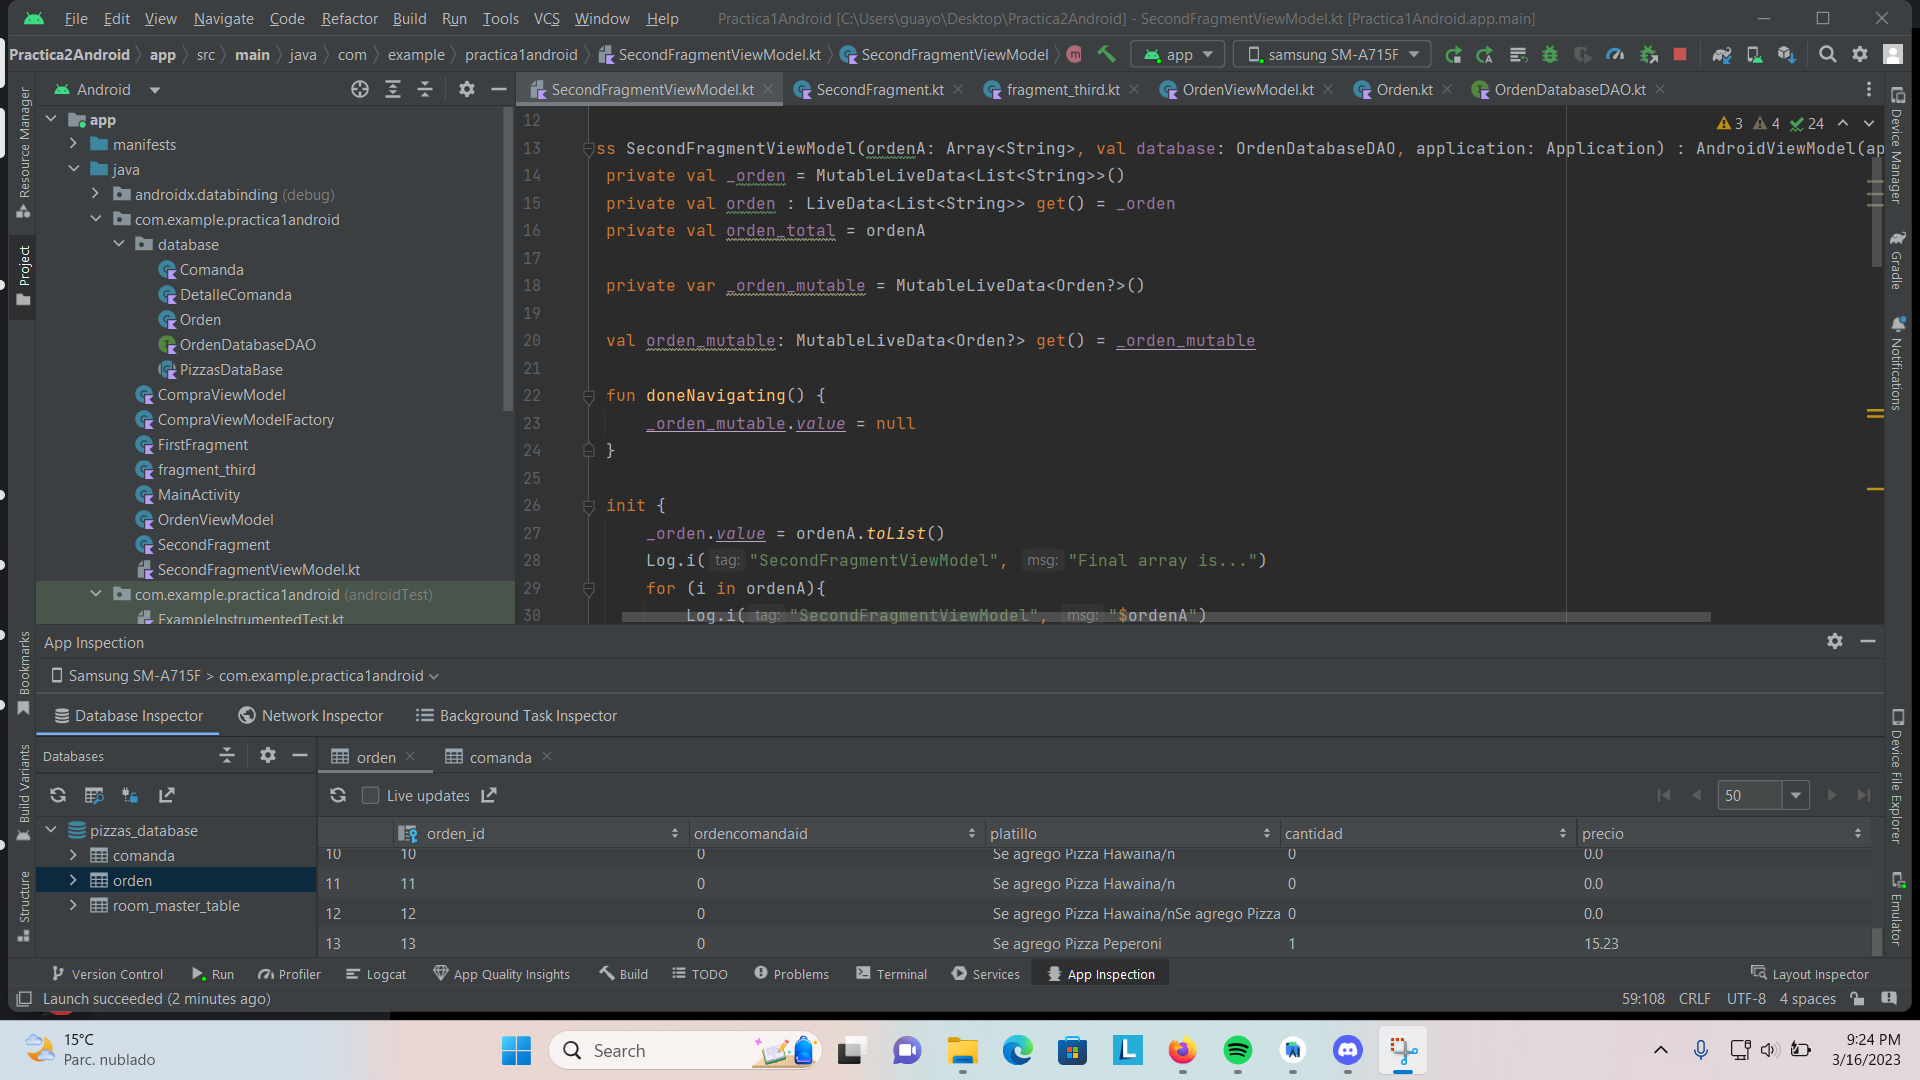 File Edit View Navigate Code Refactor Build Run Tools VCS Window Help Practica1Android [C:\Users\guayo\Desktop\Practica2Android] - SecondFragmentViewModel.kt [Practica1Android.app.main]
Practica2Android app src main java com example practica1android SecondFragmentViewModel.kt SecondFragmentViewModel app samsung SM-A715F
Android
SecondFragmentViewModel.kt SecondFragment.kt fragment_third.kt OrdenViewModel.kt Orden.kt OrdenDatabaseDAO.kt
Resource Manager
Project
Bookmarks
Build Variants
Structure
app
manifests
java
androidx.databinding (debug)
com.example.practica1android
database
Comanda
DetalleComanda
Orden
OrdenDatabaseDAO
PizzasDataBase
CompraViewModel
CompraViewModelFactory
FirstFragment
fragment_third
MainActivity
OrdenViewModel
SecondFragment
SecondFragmentViewModel.kt
com.example.practica1android (androidTest)
ExampleInstrumentedTest.kt
3 4 24
12
13 ss SecondFragmentViewModel(ordenA: Array<String>, val database: OrdenDatabaseDAO, application: Application) : AndroidViewModel(ap
14 private val _orden = MutableLiveData<List<String>>()
15 private val orden : LiveData<List<String>> get() = _orden
16 private val orden_total = ordenA
17
18 private var _orden_mutable = MutableLiveData<Orden?>()
19
20 val orden_mutable: MutableLiveData<Orden?> get() = _orden_mutable
21
22 fun doneNavigating() {
23 _orden_mutable.value = null
24 }
25
26 init {
27 _orden.value = ordenA.toList()
28 Log.i( tag: "SecondFragmentViewModel", msg: "Final array is...")
29 for (i in ordenA){
30 Log.i( tag: "SecondFragmentViewModel", msg: "$ordenA")
Device Manager
Gradle
Notifications
Device File Explorer
Emulator
App Inspection
Samsung SM-A715F > com.example.practica1android
Database Inspector Network Inspector Background Task Inspector
Databases
pizzas_database
comanda
orden
room_master_table
orden comanda
Live updates 50
orden_id ordencomandaid platillo cantidad precio
10 10 0 Se agrego Pizza Hawaina/n 0 0.0
11 11 0 Se agrego Pizza Hawaina/n 0 0.0
12 12 0 Se agrego Pizza Hawaina/nSe agrego Pizza 0 0.0
13 13 0 Se agrego Pizza Peperoni 1 15.23
Version Control Run Profiler Logcat App Quality Insights Build TODO Problems Terminal Services App Inspection Layout Inspector
Launch succeeded (2 minutes ago) 59:108 CRLF UTF-8 4 spaces
15°C
Parc. nublado
Search
9:24 PM
3/16/2023